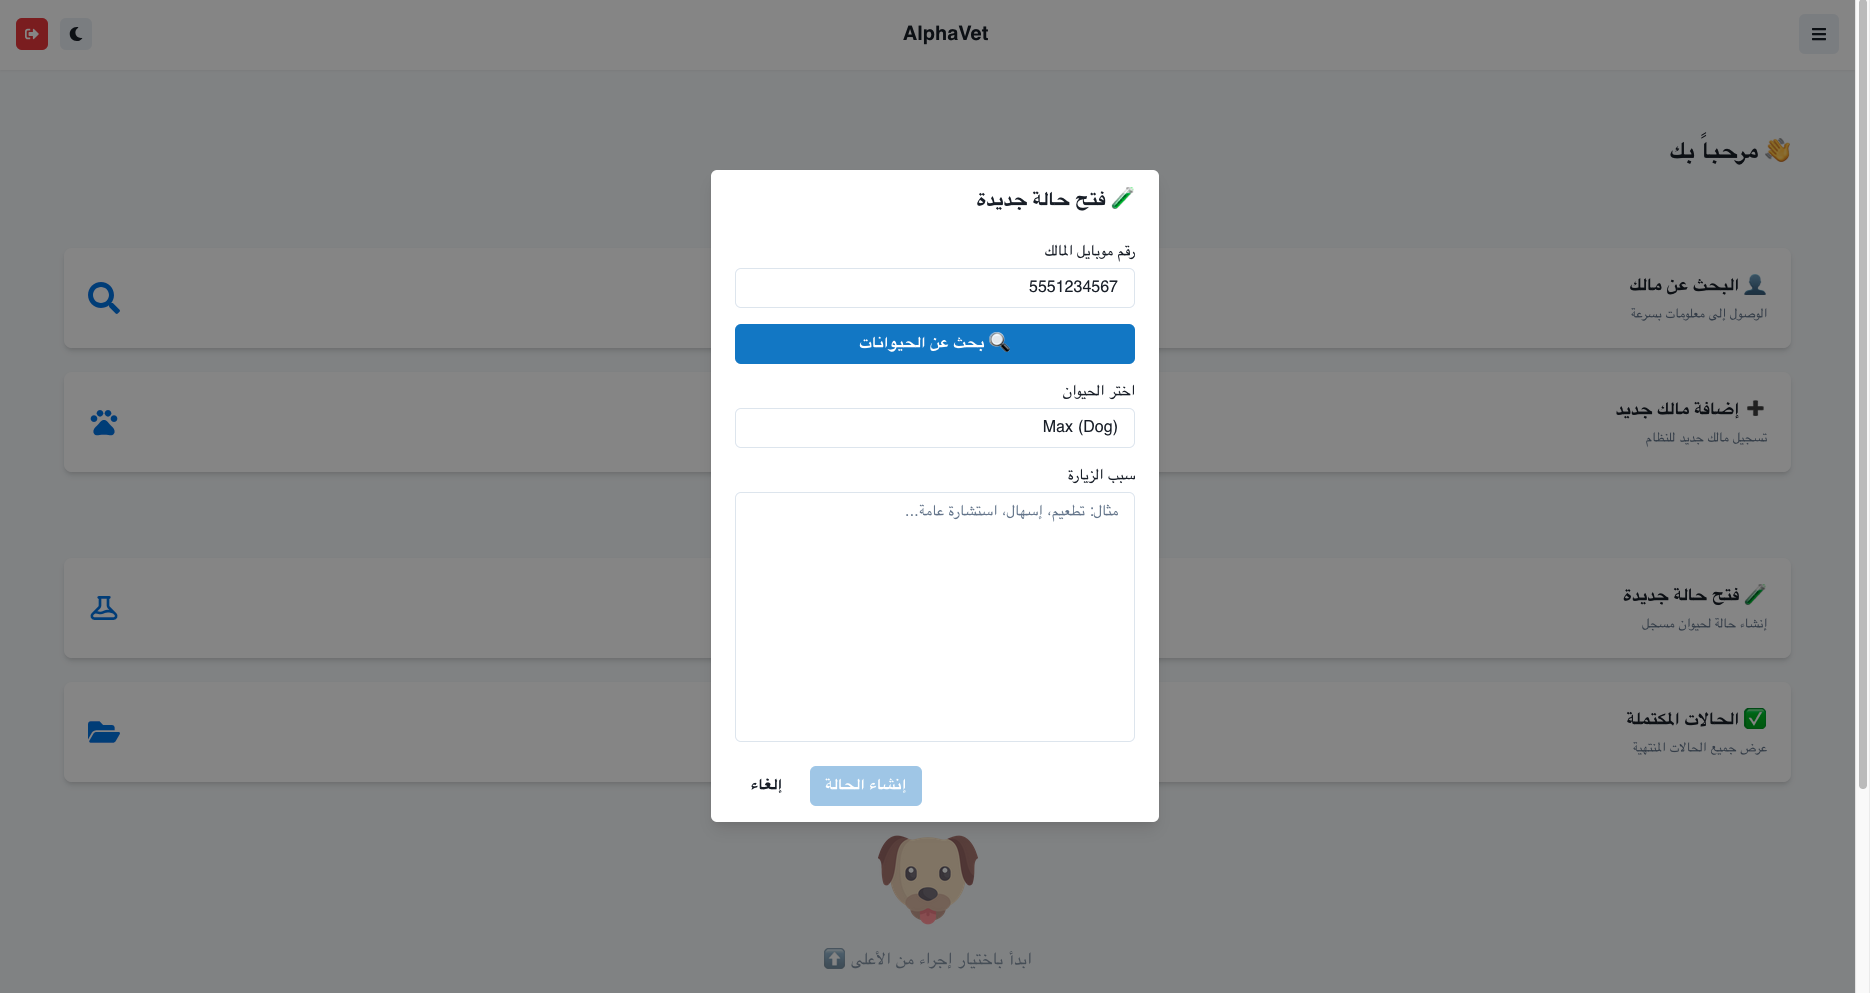 AlphaVet
👋 مرحباً بك
👤 البحث عن مالك
الوصول إلى معلومات بسرعة
➕ إضافة مالك جديد
تسجيل مالك جديد للنظام
🧪 فتح حالة جديدة
إنشاء حالة لحيوان مسجل
✅ الحالات المكتملة
عرض جميع الحالات المنتهية
🧪 فتح حالة جديدة
رقم موبايل المالك
5551234567
🔍 بحث عن الحيوانات
اختر الحيوان
Max (Dog)
سبب الزيارة
مثال: تطعيم، إسهال، استشارة عامة...
إنشاء الحالة
إلغاء
ابدأ باختيار إجراء من الأعلى ⬆️